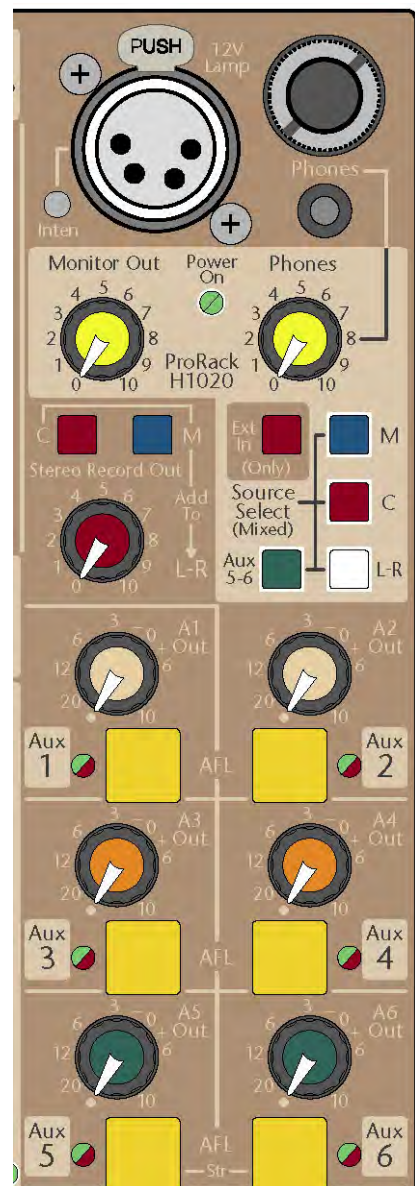 PUSH
12V
Lamp
Inten
Phones
Monitor Out
Power
On
Phones
0 1 2 3 4 5 6 7 8 9 10
ProRack
H1020
0 1 2 3 4 5 6 7 8 9 10
C
M
Stereo Record Out
0 1 2 3 4 5 6 7 8 9 10
Add
To
L-R
Ext
In
(Only)
Source
Select
(Mixed)
Aux
5-6
M
C
L-R
A1
Out
20 12 6 3 0 + 6 10
Aux
1
AFL
A2
Out
20 12 6 3 0 + 6 10
Aux
2
A3
Out
20 12 6 3 0 + 6 10
Aux
3
AFL
A4
Out
20 12 6 3 0 + 6 10
Aux
4
A5
Out
20 12 6 3 0 + 6 10
Aux
5
AFL
Str
A6
Out
20 12 6 3 0 + 6 10
Aux
6